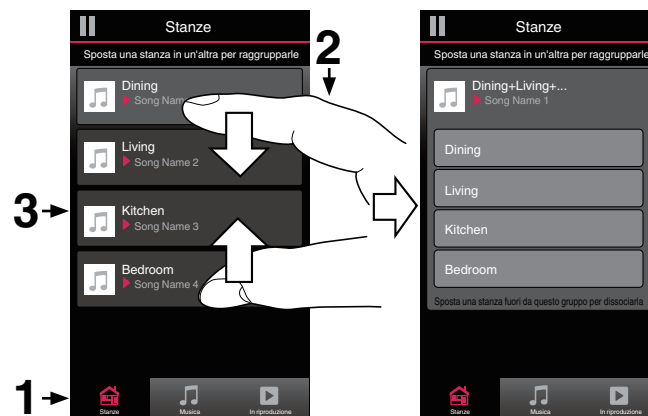 Stanze
Sposta una stanza in un'altra per raggrupparle
2
Dining
Song Nam
Living
Song Name 2
3
Kitchen
Song Name 3
Bedroom
Song Name 4
1
Stanze
Musica
In riproduzione
Stanze
Sposta una stanza in un'altra per raggruppparle
Dining+Living+...
Song Name 1
Dining
Living
Kitchen
Bedroom
Sposta una stanza fuori da questo gruppo per dissociarla
Stanze
Musica
In riproduzione